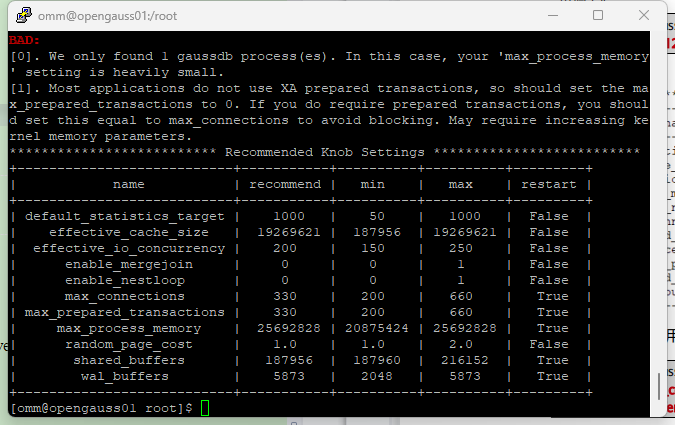 omm@opengauss01:/root
BAD:
[0]. We only found 1 gaussdb process(es). In this case, your 'max_process_memory
' setting is heavily small.
[1]. Most applications do not use XA prepared transactions, so should set the ma
x_prepared_transactions to 0. If you do require prepared transactions, you shoul
d set this equal to max_connections to avoid blocking. May require increasing ke
rnel memory parameters.
************************** Recommended Knob Settings **************************
+---------------------------+-----------+----------+----------+---------+
| name | recommend | min | max | restart |
+---------------------------+-----------+----------+----------+---------+
| default_statistics_target | 1000 | 50 | 1000 | False |
| effective_cache_size | 19269621 | 187956 | 19269621 | False |
| effective_io_concurrency | 200 | 150 | 250 | False |
| enable_mergejoin | 0 | 0 | 1 | False |
| enable_nestloop | 0 | 0 | 1 | False |
| max_connections | 330 | 200 | 660 | True |
| max_prepared_transactions | 330 | 200 | 660 | True |
| max_process_memory | 25692828 | 20875424 | 25692828 | True |
| random_page_cost | 1.0 | 1.0 | 2.0 | False |
| shared_buffers | 187956 | 187960 | 216152 | True |
| wal_buffers | 5873 | 2048 | 5873 | True |
+---------------------------+-----------+----------+----------+---------+
[omm@opengauss01 root]$